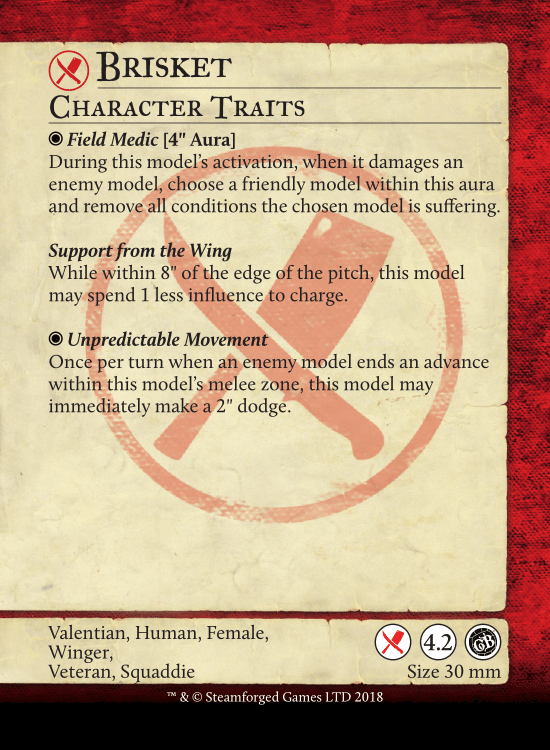 BRISKET
CHARACTER TRAITS
Field Medic [4" Aura]
During this model's activation, when it damages an
enemy model, choose a friendly model within this aura
and remove all conditions the chosen model is suffering.
Support from the Wing
While within 8" of the edge of the pitch, this model
may spend 1 less influence to charge.
Unpredictable Movement
Once per turn when an enemy model ends an advance
within this model's melee zone, this model may
immediately make a 2" dodge.
Valentian, Human, Female,
Winger,
Veteran, Squaddie
4.2
Size 30 mm
™ & © Steamforged Games LTD 2018